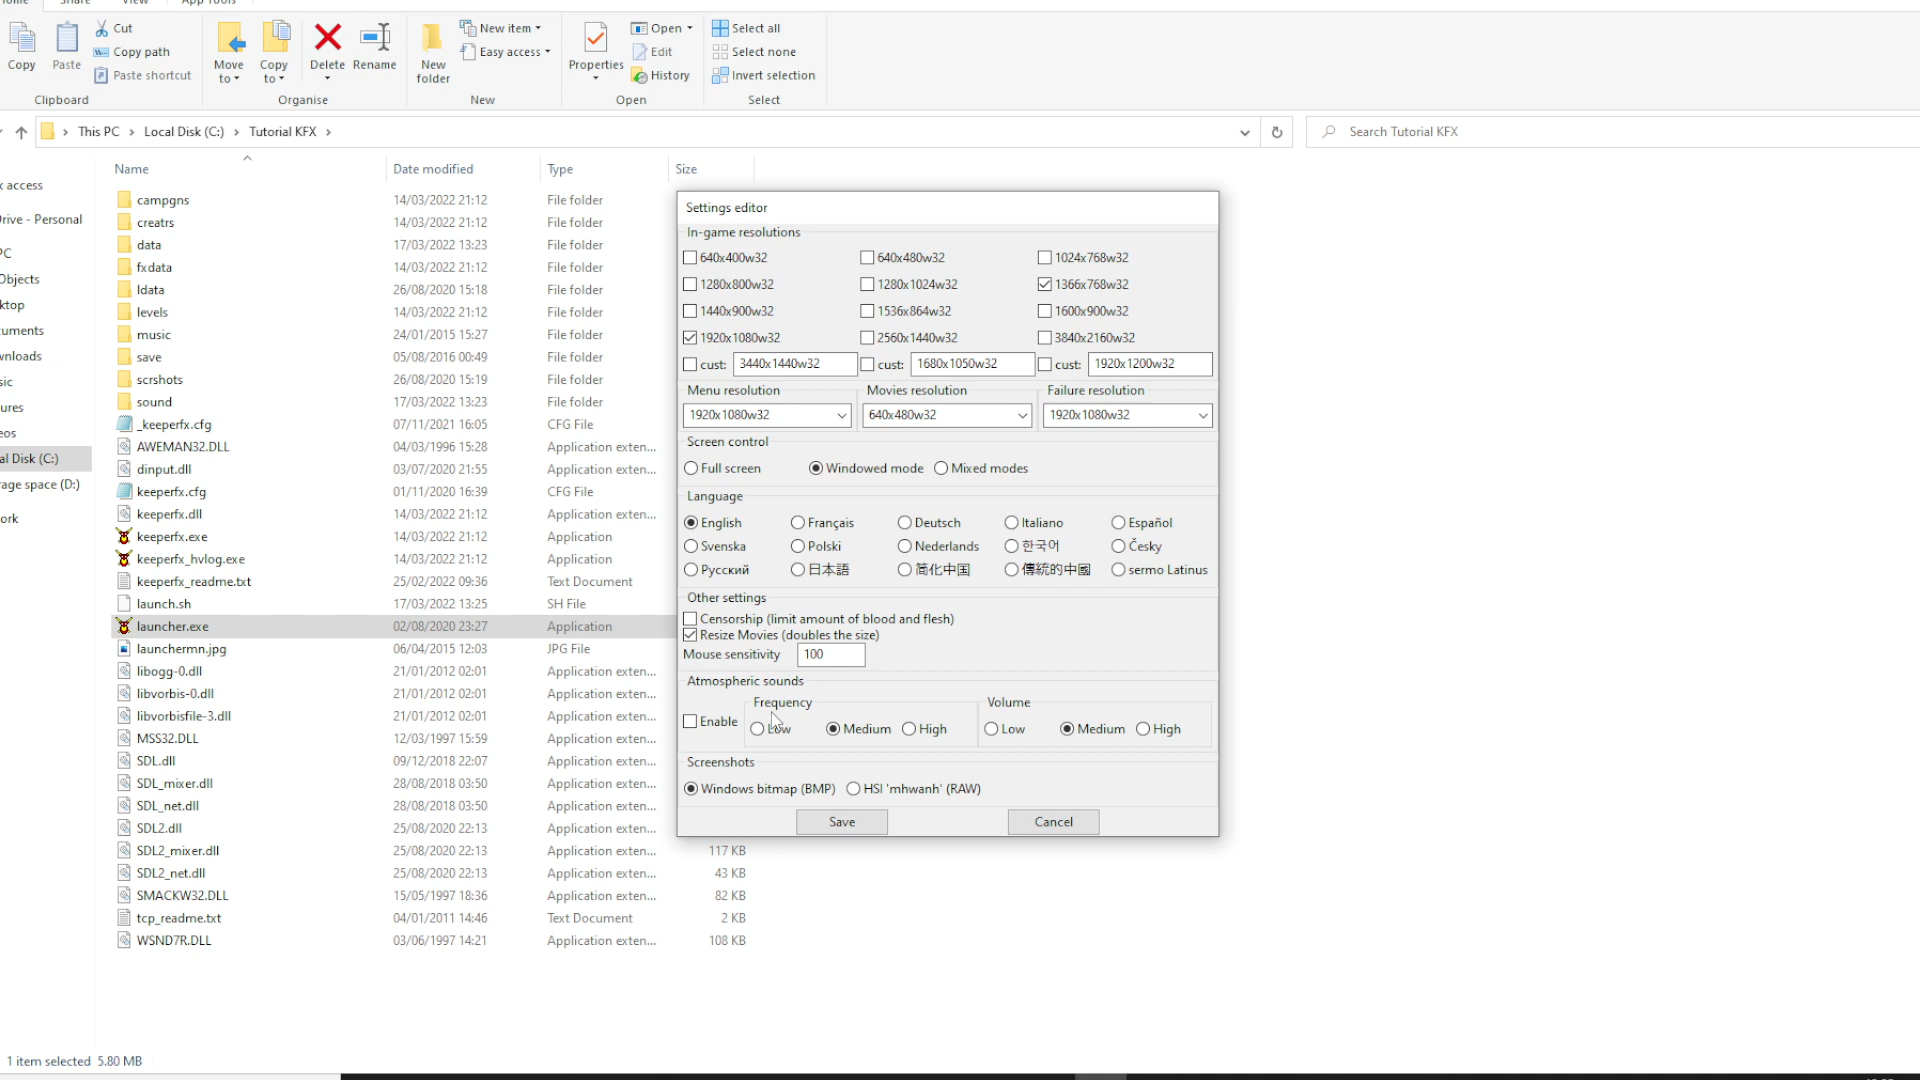 Share View App Tools
Copy Paste Cut Copy path Paste shortcut
Move to Copy to Delete Rename New folder New item Easy access
Properties Open Edit History Select all Select none Invert selection
Clipboard Organise New Open Select
This PC › Local Disk (C:) › Tutorial KFX › Search Tutorial KFX
Name Date modified Type Size
campgns 14/03/2022 21:12 File folder
creatrs 14/03/2022 21:12 File folder
data 17/03/2022 13:23 File folder
fxdata 14/03/2022 21:12 File folder
ldata 26/08/2020 15:18 File folder
levels 14/03/2022 21:12 File folder
music 24/01/2015 15:27 File folder
save 05/08/2016 00:49 File folder
scrshots 26/08/2020 15:19 File folder
sound 17/03/2022 13:23 File folder
_keeperfx.cfg 07/11/2021 16:05 CFG File
AWEMAN32.DLL 04/03/1996 15:28 Application exten...
dinput.dll 03/07/2020 21:55 Application exten...
keeperfx.cfg 01/11/2020 16:39 CFG File
keeperfx.dll 14/03/2022 21:12 Application exten...
keeperfx.exe 14/03/2022 21:12 Application
keeperfx_hvlog.exe 14/03/2022 21:12 Application
keeperfx_readme.txt 25/02/2022 09:36 Text Document
launch.sh 17/03/2022 13:25 SH File
launcher.exe 02/08/2020 23:27 Application
launchermn.jpg 06/04/2015 12:03 JPG File
libogg-0.dll 21/01/2012 02:01 Application exten...
libvorbis-0.dll 21/01/2012 02:01 Application exten...
libvorbisfile-3.dll 21/01/2012 02:01 Application exten...
MSS32.DLL 12/03/1997 15:59 Application exten...
SDL.dll 09/12/2018 22:07 Application exten...
SDL_mixer.dll 28/08/2018 03:50 Application exten...
SDL_net.dll 28/08/2018 03:50 Application exten...
SDL2.dll 25/08/2020 22:13 Application exten...
SDL2_mixer.dll 25/08/2020 22:13 Application exten... 117 KB
SDL2_net.dll 25/08/2020 22:13 Application exten... 43 KB
SMACKW32.DLL 15/05/1997 18:36 Application exten... 82 KB
tcp_readme.txt 04/01/2011 14:46 Text Document 2 KB
WSND7R.DLL 03/06/1997 14:21 Application exten... 108 KB
access
rive - Personal
PC
Objects
ktop
uments
wnloads
sic
ures
eos
al Disk (C:)
rage space (D:)
ork
1 item selected 5.80 MB
Settings editor
In-game resolutions
640x400w32 640x480w32 1024x768w32
1280x800w32 1280x1024w32 1366x768w32
1440x900w32 1536x864w32 1600x900w32
1920x1080w32 2560x1440w32 3840x2160w32
cust: 3440x1440w32 cust: 1680x1050w32 cust: 1920x1200w32
Menu resolution Movies resolution Failure resolution
1920x1080w32 640x480w32 1920x1080w32
Screen control
Full screen Windowed mode Mixed modes
Language
English Français Deutsch Italiano Español
Svenska Polski Nederlands 한국어 Česky
Русский 日本語 简化中国 傳統的中國 sermo Latinus
Other settings
Censorship (limit amount of blood and flesh)
Resize Movies (doubles the size)
Mouse sensitivity 100
Atmospheric sounds
Frequency Volume
Enable Low Medium High Low Medium High
Screenshots
Windows bitmap (BMP) HSI 'mhwanh' (RAW)
Save Cancel